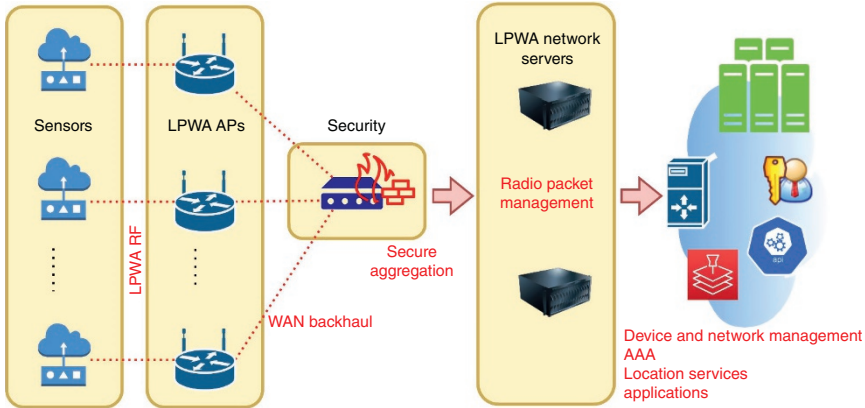 Sensors
LPWA RF
LPWA APs
WAN backhaul
Security
Secure
aggregation
LPWA network
servers
Radio packet
management
api
Device and network management
AAA
Location services
applications